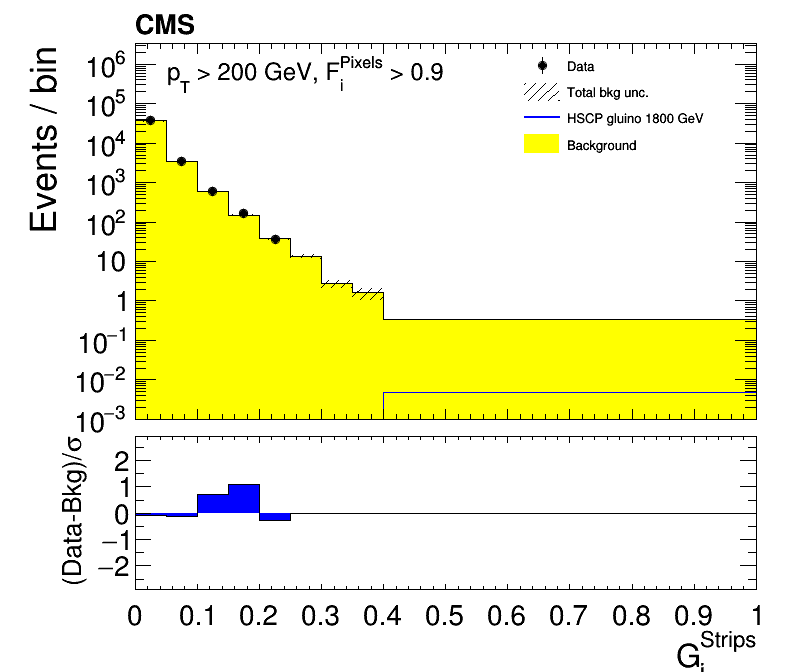 CMS
p_T > 200 GeV, F_i^Pixels > 0.9
Data
Total bkg unc.
HSCP gluino 1800 GeV
Background
Events / bin
10^6
10^5
10^4
10^3
10^2
10
1
10^−1
10^−2
10^−3
(Data-Bkg)/σ
2
1
0
−1
−2
0 0.1 0.2 0.3 0.4 0.5 0.6 0.7 0.8 0.9 1
G_i^Strips